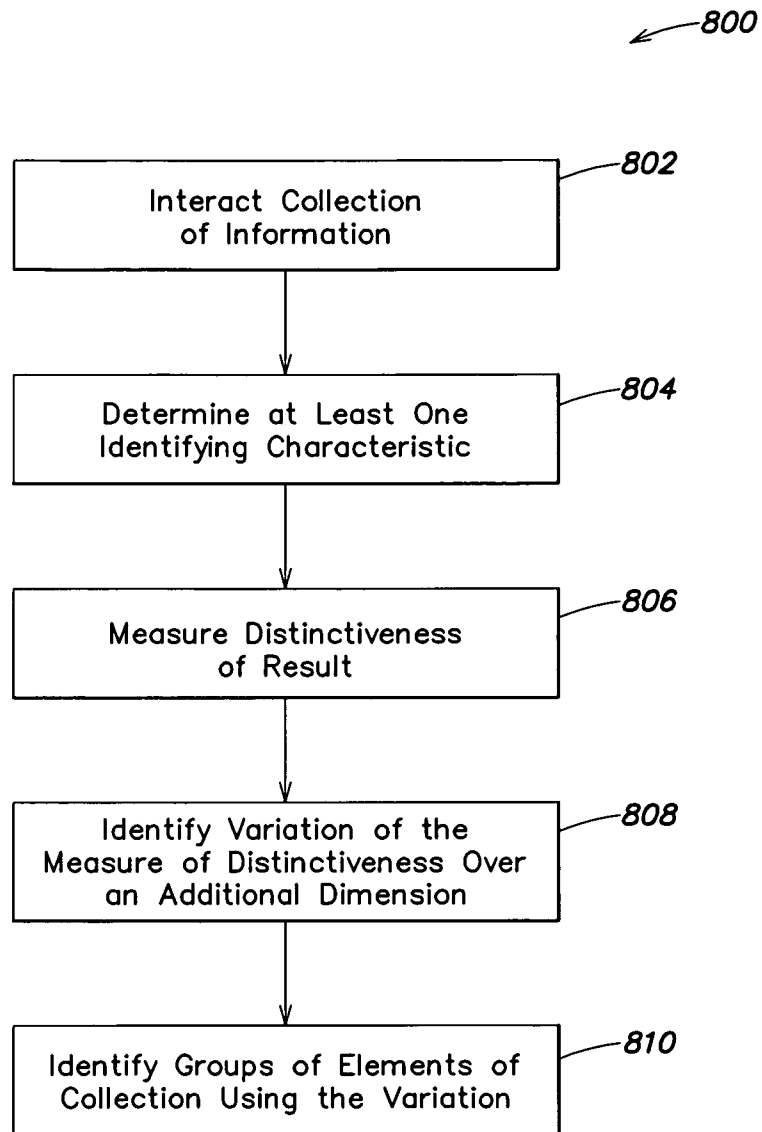 800
802
Interact Collection
of Information
804
Determine at Least One
Identifying Characteristic
806
Measure Distinctiveness
of Result
808
Identify Variation of the
Measure of Distinctiveness Over
an Additional Dimension
810
Identify Groups of Elements of
Collection Using the Variation